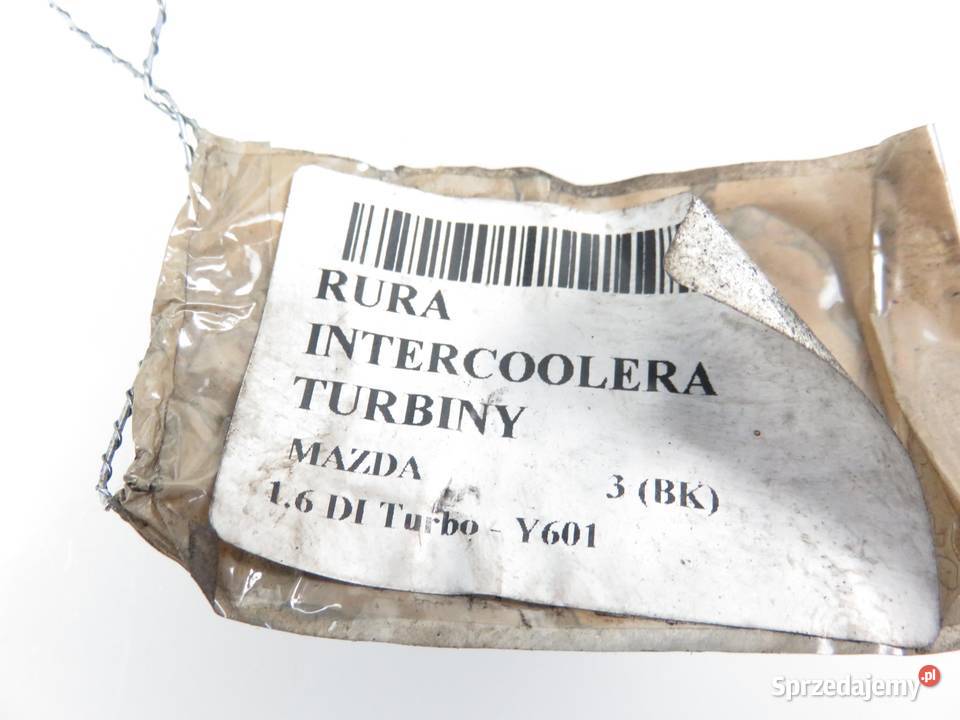 RURA
INTERCOOLERA
TURBINY
MAZDA 3 (BK)
1.6 DI Turbo - Y601
Sprzedajemy.pl